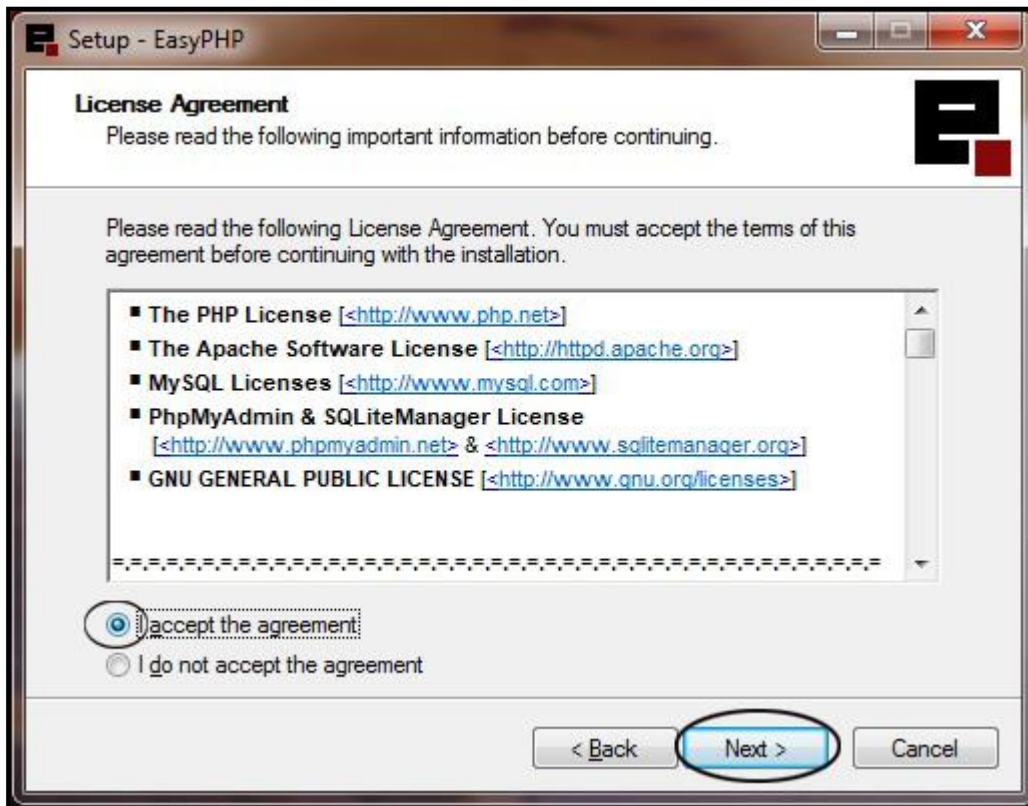 Setup - EasyPHP
License Agreement
Please read the following important information before continuing.
Please read the following License Agreement. You must accept the terms of this
agreement before continuing with the installation.
▪ The PHP License [<http://www.php.net>]
▪ The Apache Software License [<http://httpd.apache.org>]
▪ MySQL Licenses [<http://www.mysql.com>]
▪ PhpMyAdmin & SQLiteManager License
[<http://www.phpmyadmin.net> & <http://www.sqlitemanager.org>]
▪ GNU GENERAL PUBLIC LICENSE [<http://www.gnu.org/licenses>]
=.=.=.=.=.=.=.=.=.=.=.=.=.=.=.=.=.=.=.=.=.=.=.=.=.=.=.=.=.=.=.=.=.=.=.=.=.=.=.=.=.=
I accept the agreement
I do not accept the agreement
< Back Next > Cancel